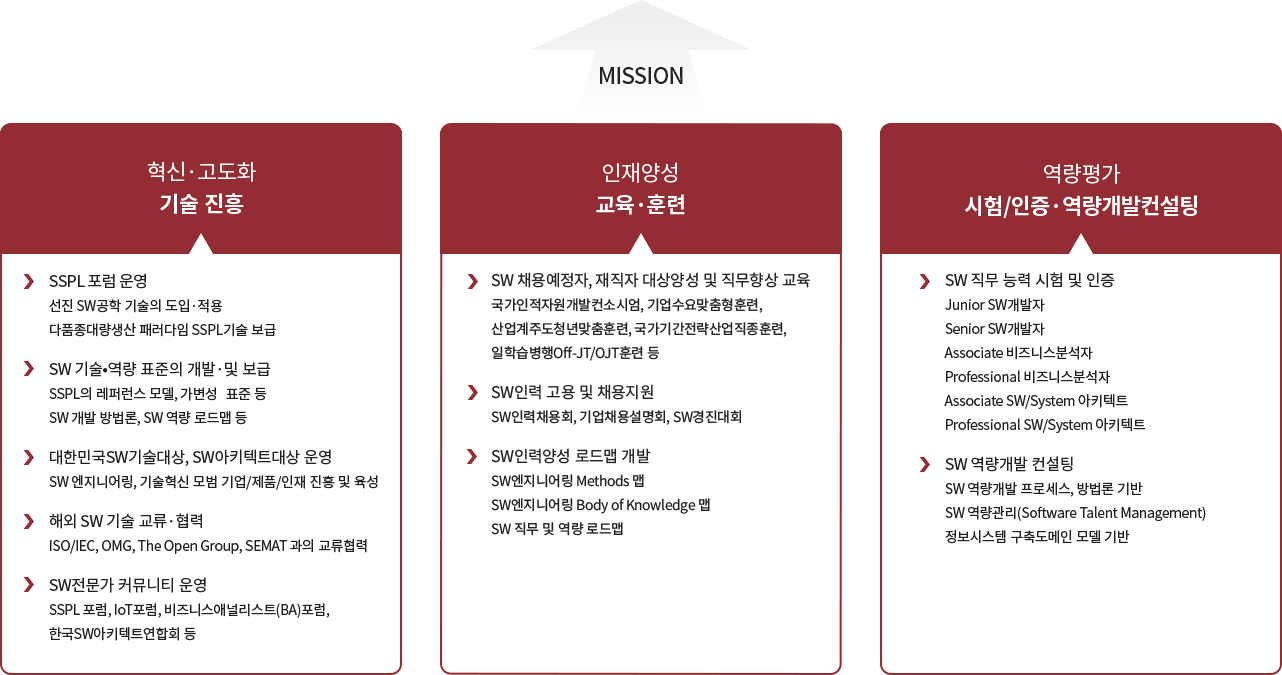 MISSION
혁신·고도화
기술 진흥
SSPL 포럼 운영
선진 SW공학 기술의 도입·적용
다품종대량생산 패러다임 SSPL기술 보급
SW 기술•역량 표준의 개발·및 보급
SSPL의 레퍼런스 모델, 가변성 표준 등
SW 개발 방법론, SW 역량 로드맵 등
대한민국SW기술대상, SW아키텍트대상 운영
SW 엔지니어링, 기술혁신 모범 기업/제품/인재 진흥 및 육성
해외 SW 기술 교류·협력
ISO/IEC, OMG, The Open Group, SEMAT 과의 교류협력
SW전문가 커뮤니티 운영
SSPL 포럼, IoT포럼, 비즈니스애널리스트(BA)포럼,
한국SW아키텍트연합회 등
인재양성
교육·훈련
SW 채용예정자, 재직자 대상양성 및 직무향상 교육
국가인적자원개발컨소시엄, 기업수요맞춤형훈련,
산업계주도청년맞춤훈련, 국가기간전략산업직종훈련,
일학습병행Off-JT/OJT훈련 등
SW인력 고용 및 채용지원
SW인력채용회, 기업채용설명회, SW경진대회
SW인력양성 로드맵 개발
SW엔지니어링 Methods 맵
SW엔지니어링 Body of Knowledge 맵
SW 직무 및 역량 로드맵
역량평가
시험/인증·역량개발컨설팅
SW 직무 능력 시험 및 인증
Junior SW개발자
Senior SW개발자
Associate 비즈니스분석자
Professional 비즈니스분석자
Associate SW/System 아키텍트
Professional SW/System 아키텍트
SW 역량개발 컨설팅
SW 역량개발 프로세스, 방법론 기반
SW 역량관리(Software Talent Management)
정보시스템 구축도메인 모델 기반